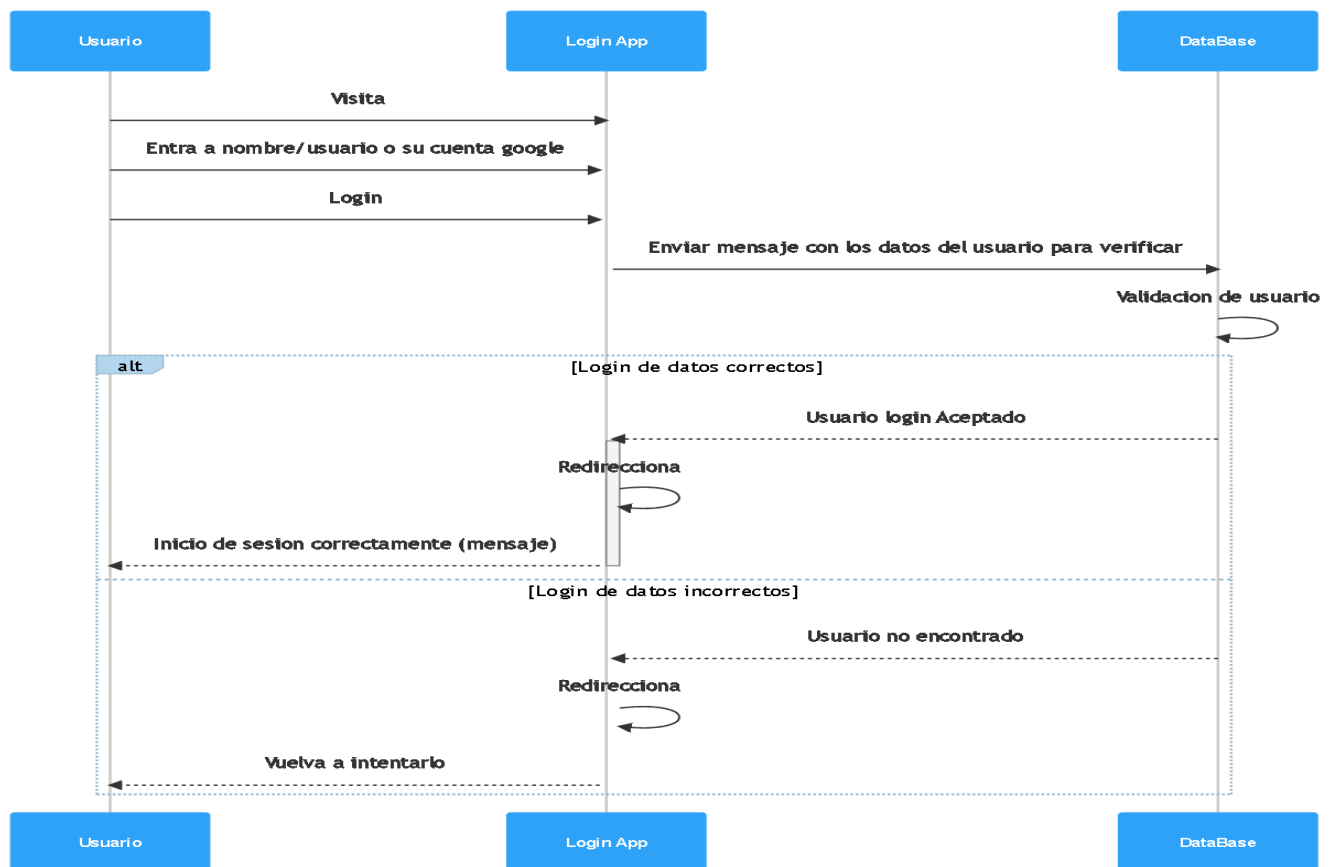 Usuario
Login App
DataBase
Visita
Entra a nombre/usuario o su cuenta google
Login
Enviar mensaje con los datos del usuario para verificar
Validacion de usuario
alt
[Login de datos correctos]
Usuario login Aceptado
Redirecciona
Inicio de sesion correctamente (mensaje)
[Login de datos incorrectos]
Usuario no encontrado
Redirecciona
Vuelva a intentarlo
Usuario
Login App
DataBase